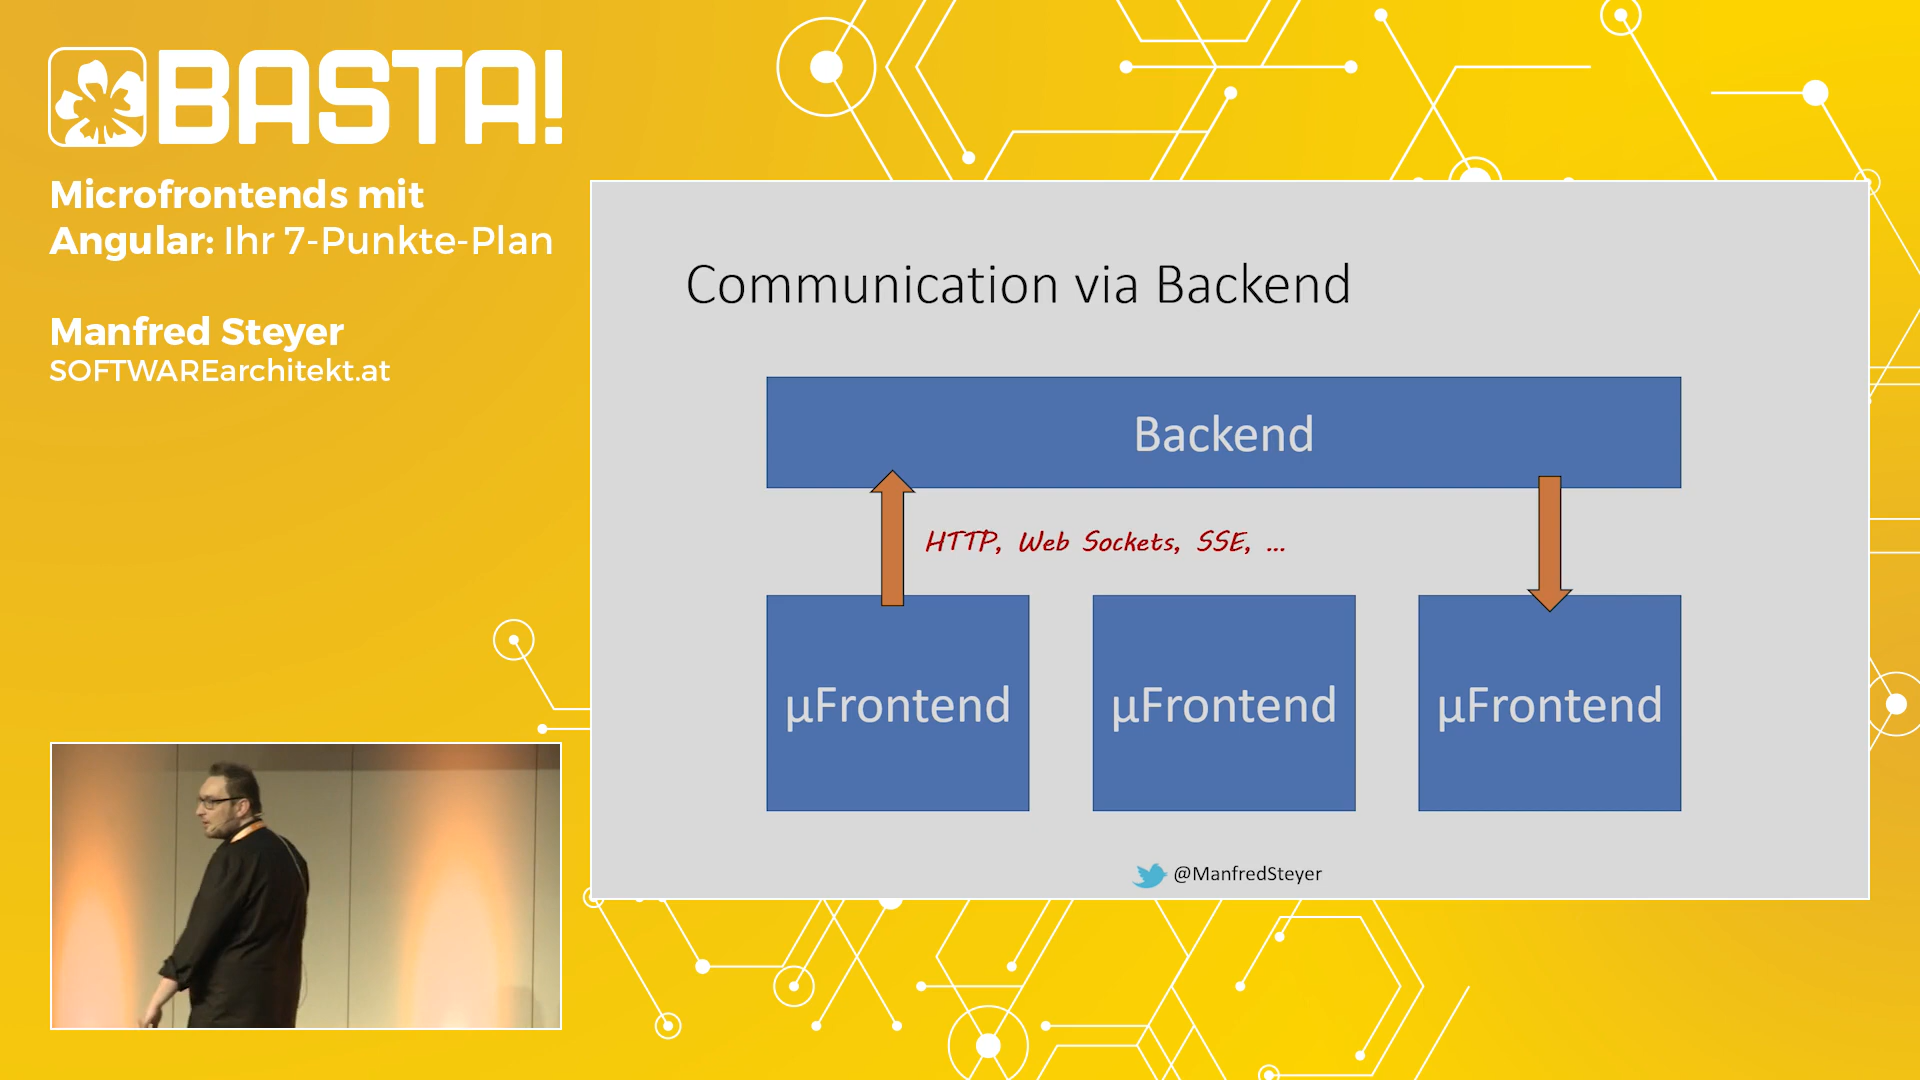 BASTA!
Microfrontends mit
Angular: Ihr 7-Punkte-Plan
Manfred Steyer
SOFTWAREarchitekt.at
Communication via Backend
Backend
HTTP, Web Sockets, SSE, ...
µFrontend
µFrontend
µFrontend
@ManfredSteyer